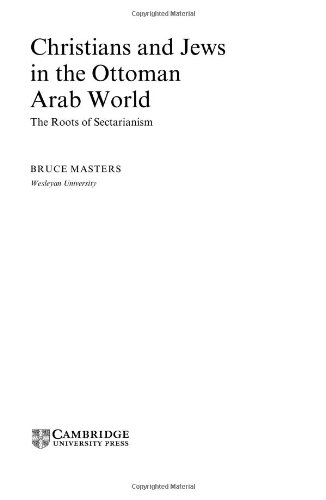 Copyrighted Material
Christians and Jews
in the Ottoman
Arab World
The Roots of Sectarianism
BRUCE MASTERS
Wesleyan University
CAMBRIDGE
UNIVERSITY PRESS
Copyrighted Material